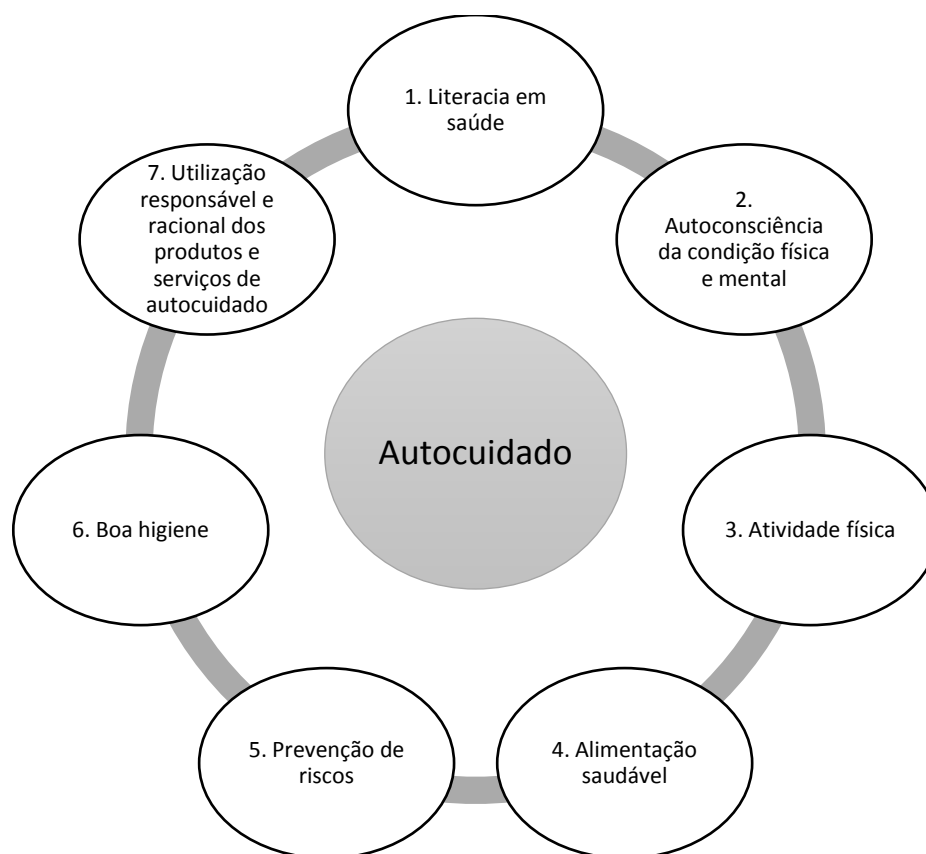 1. Literacia em
saúde
2.
Autoconsciência
da condição física
e mental
3. Atividade física
4. Alimentação
saudável
5. Prevenção de
riscos
6. Boa higiene
7. Utilização
responsável e
racional dos
produtos e
serviços de
autocuidado
Autocuidado